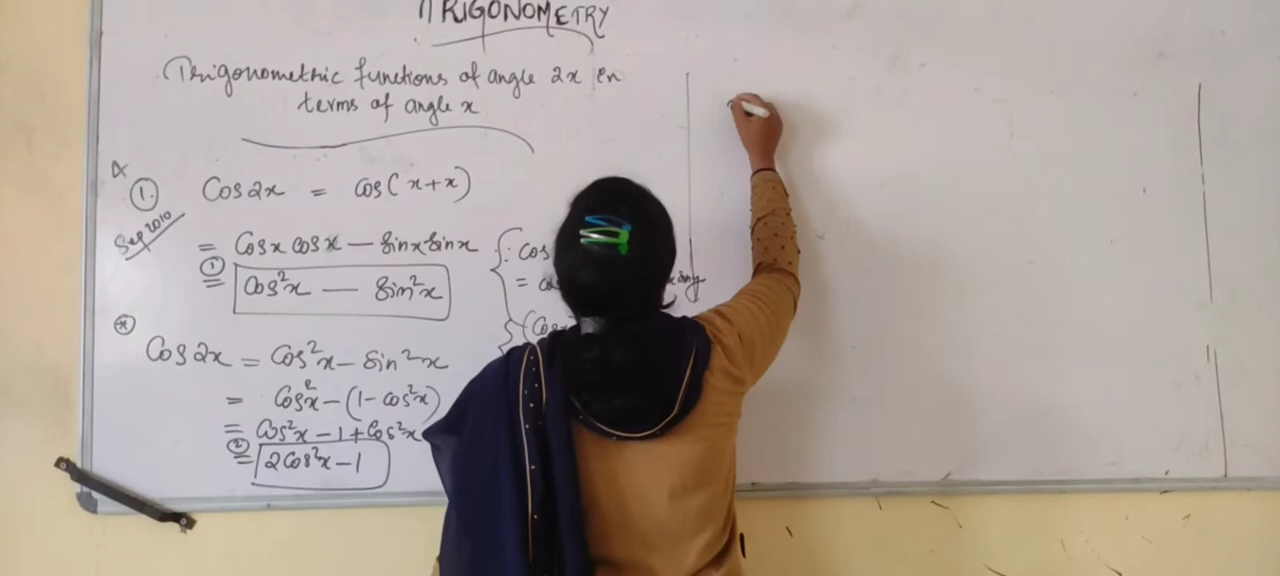 TRIGONOMETRY
Trigonometric functions of angle 2x in
terms of angle x
1.
Sep 2010
Cos2x = cos(x+x)
= Cosx cosx — Sinx Sinx
① = Cos²x — Sin²x
Cos2x = Cos²x – Sin²x
= Cos²x – (1 – cos²x)
= Cos²x – 1 + Cos²x
② = 2Cos²x – 1
{∵ Cos